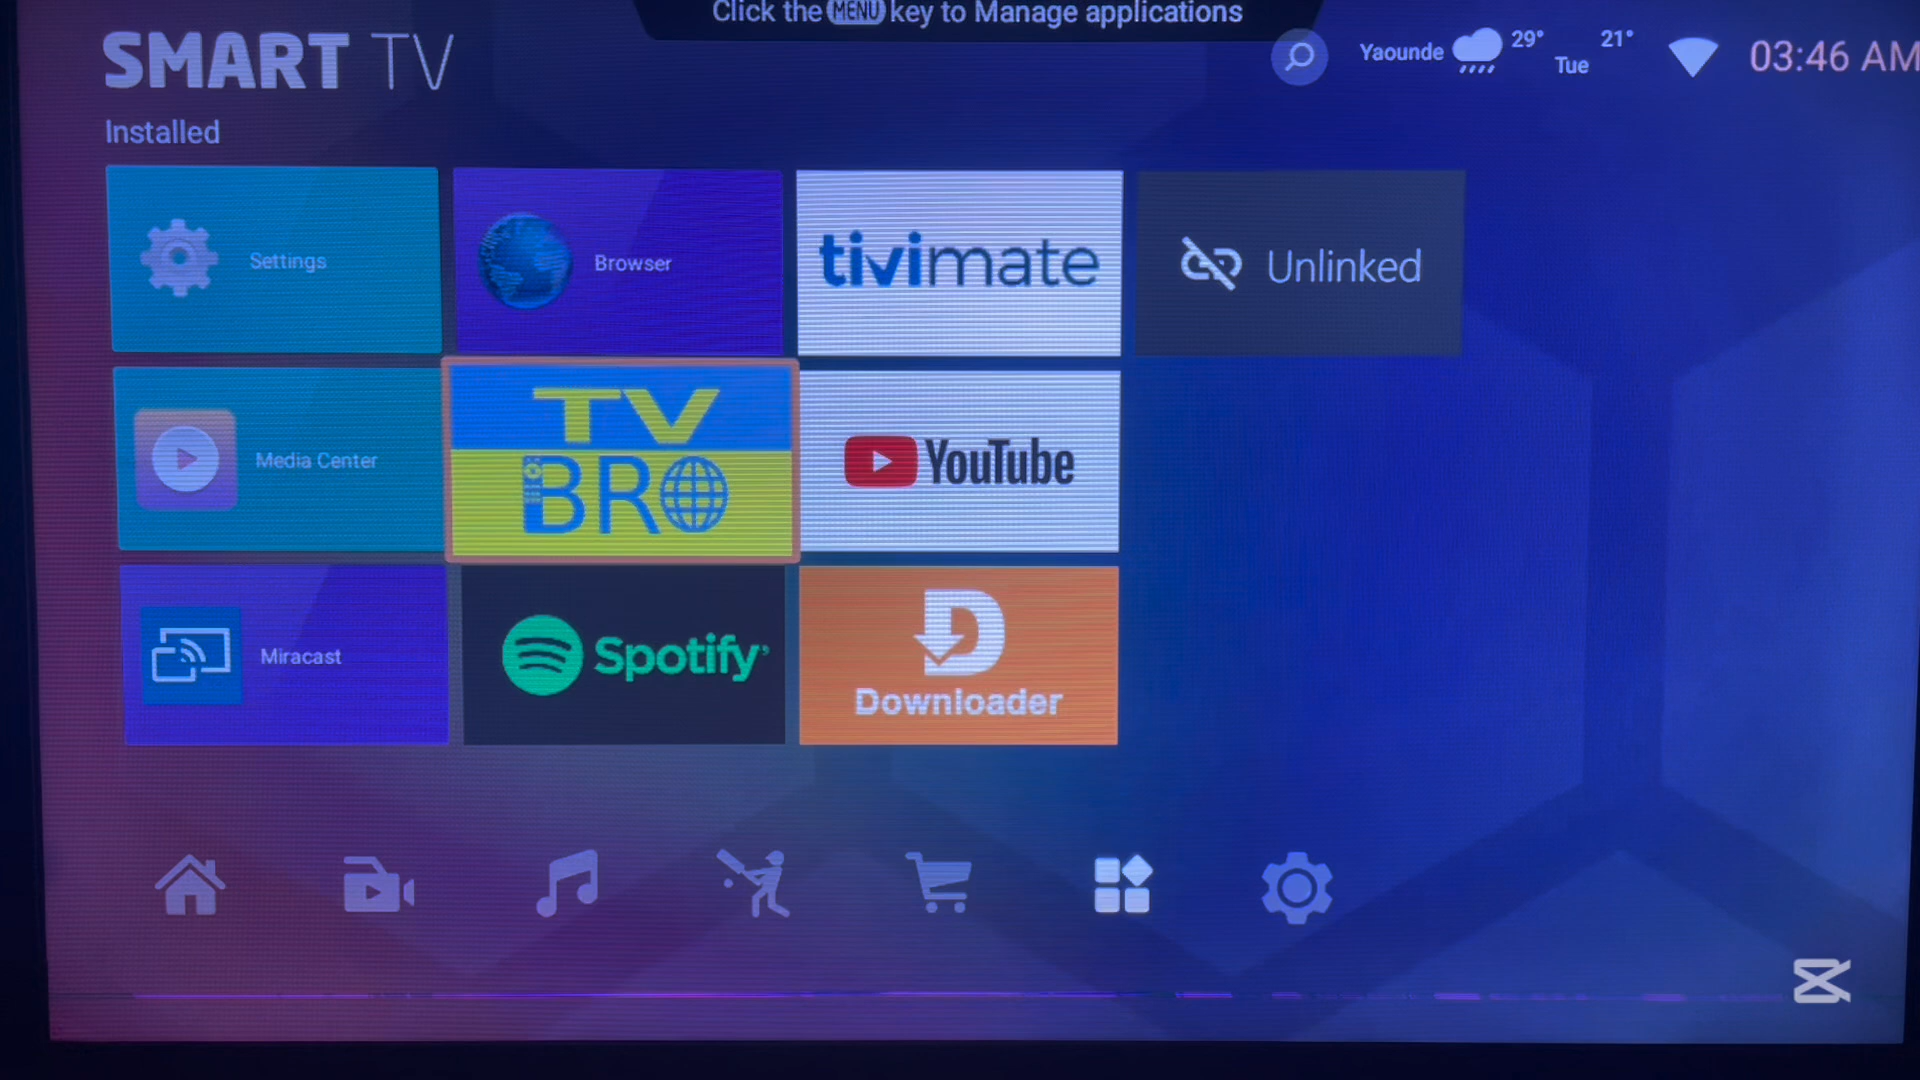 Click the MENU key to Manage applications
SMART TV
Yaounde 29° Tue 21° 03:46 AM
Installed
Settings
Browser
tivimate
Unlinked
Media Center
TV
BRO
YouTube
Miracast
Spotify
Downloader